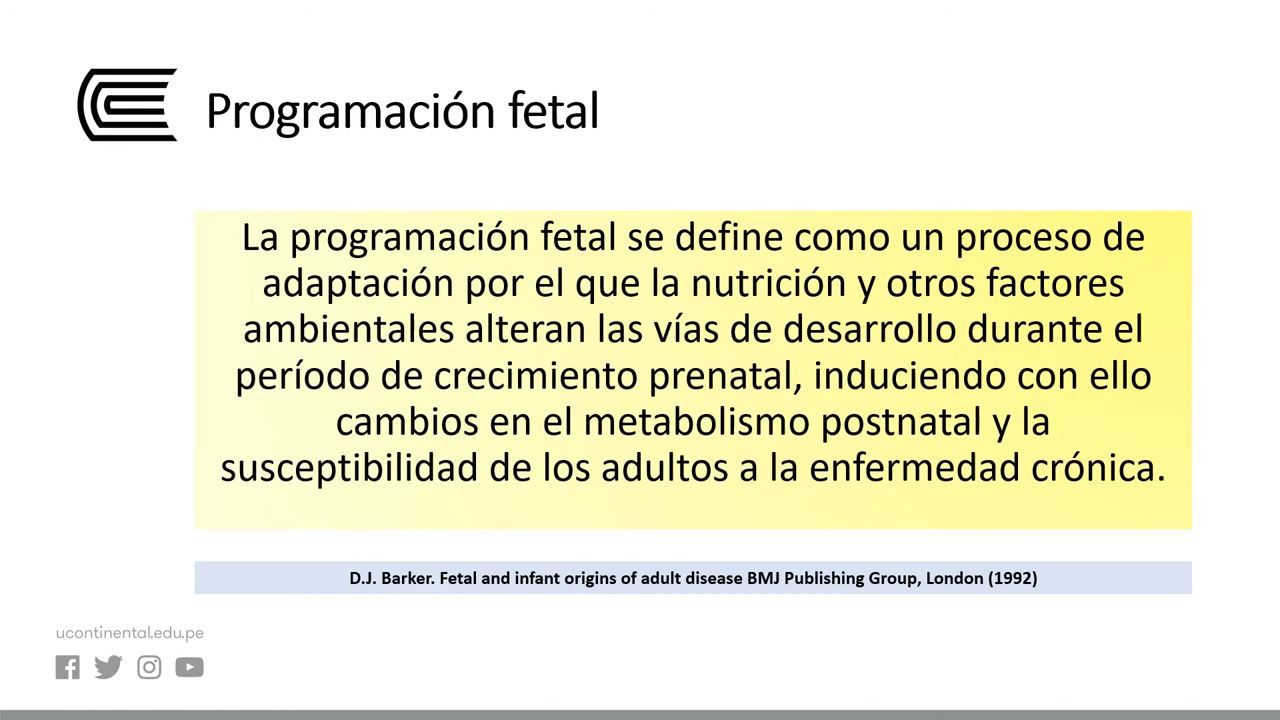 Programación fetal
La programación fetal se define como un proceso de
adaptación por el que la nutrición y otros factores
ambientales alteran las vías de desarrollo durante el
período de crecimiento prenatal, induciendo con ello
cambios en el metabolismo postnatal y la
susceptibilidad de los adultos a la enfermedad crónica.
D.J. Barker. Fetal and infant origins of adult disease BMJ Publishing Group, London (1992)
ucontinental.edu.pe